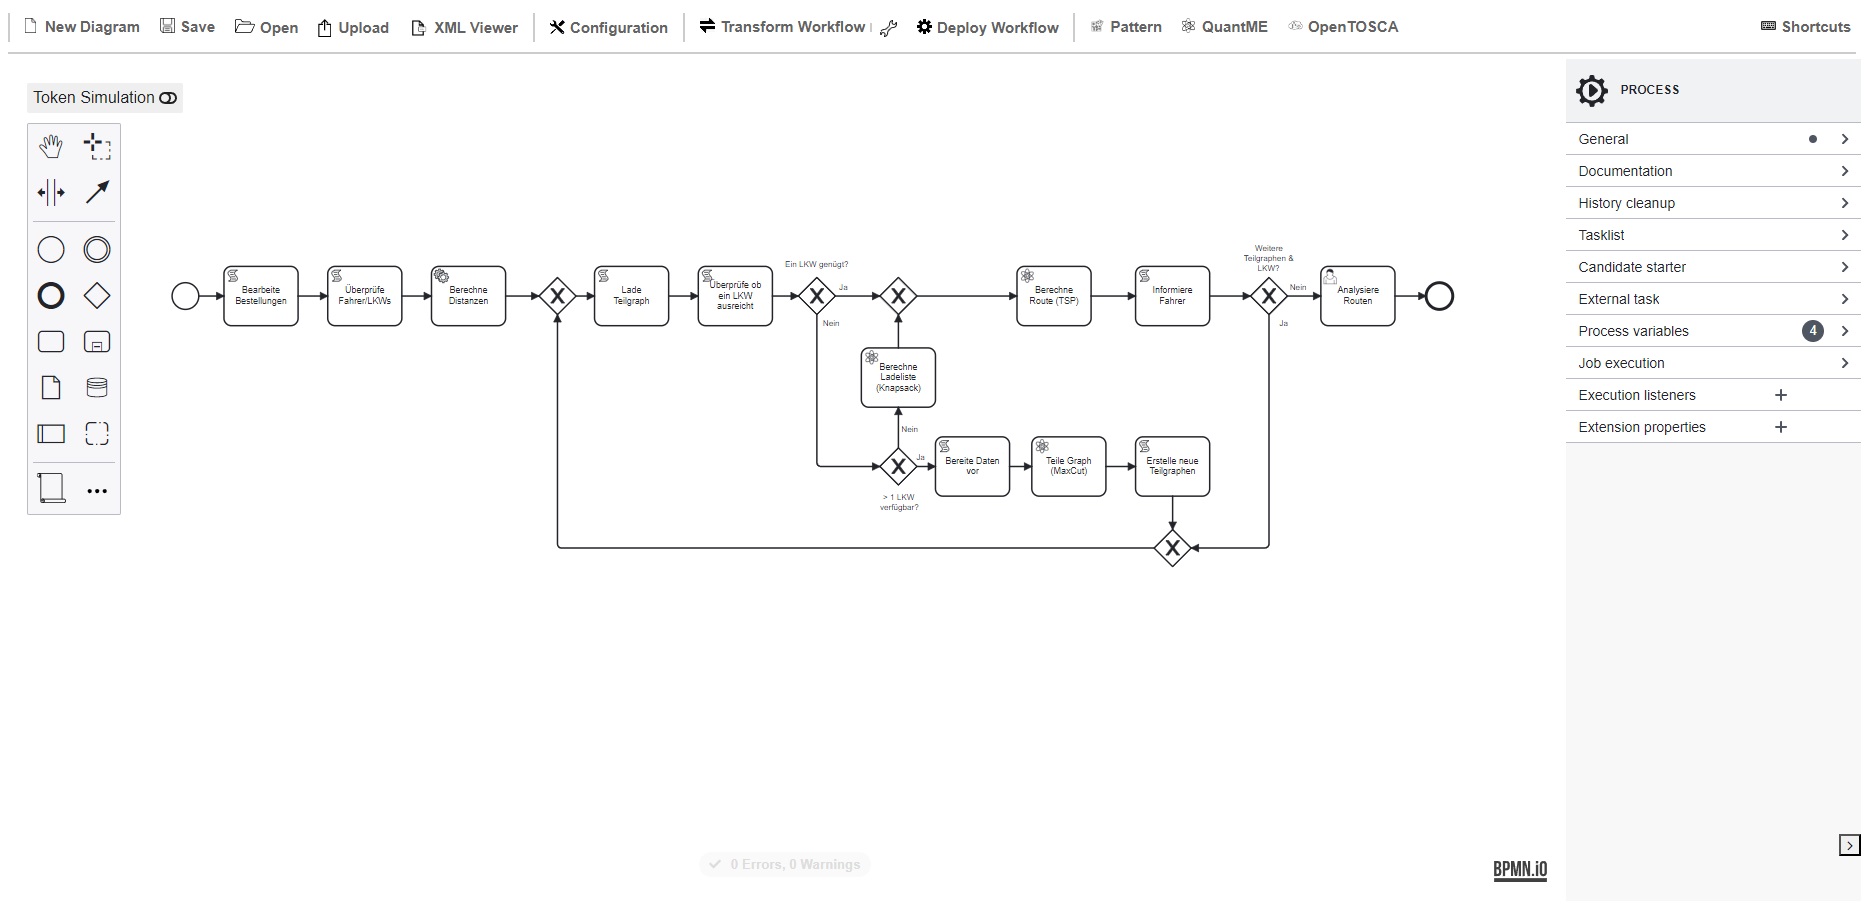 New Diagram
Save
Open
Upload
XML Viewer
Configuration
Transform Workflow
Deploy Workflow
Pattern
QuantME
OpenTOSCA
Shortcuts
Token Simulation
Bearbeite
Bestellungen
Überprüfe
Fahrer/LKWs
Berechne
Distanzen
X
Lade
Teilgraph
Überprüfe ob
ein LKW
ausreicht
Ein LKW genügt?
X
Ja
Nein
X
Berechne
Route (TSP)
Informiere
Fahrer
Weitere
Teilgraphen &
LKW?
X
Nein
Ja
Analysiere
Routen
Berechne
Ladeliste
(Knapsack)
Nein
X
Ja
> 1 LKW
verfügbar?
Bereite Daten
vor
Teile Graph
(MaxCut)
Erstelle neue
Teilgraphen
X
0 Errors, 0 Warnings
BPMN.iO
PROCESS
General
Documentation
History cleanup
Tasklist
Candidate starter
External task
Process variables 4
Job execution
Execution listeners
Extension properties